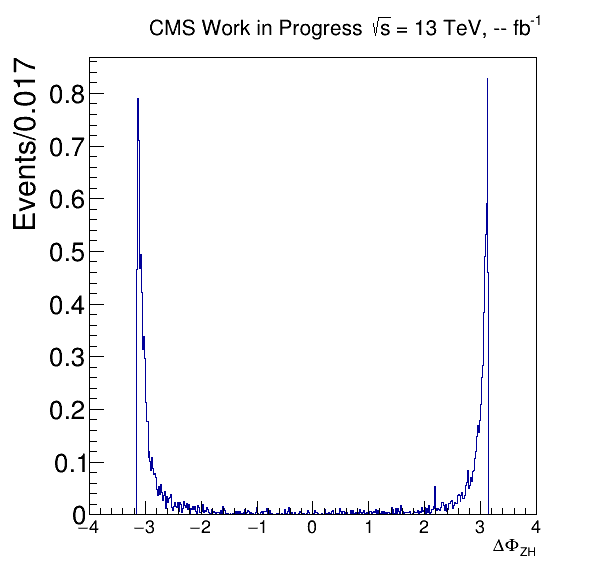 CMS Work in Progress √s = 13 TeV, -- fb⁻¹
Events/0.017
0.8
0.7
0.6
0.5
0.4
0.3
0.2
0.1
0
−4 −3 −2 −1 0 1 2 3 4
ΔΦ_ZH